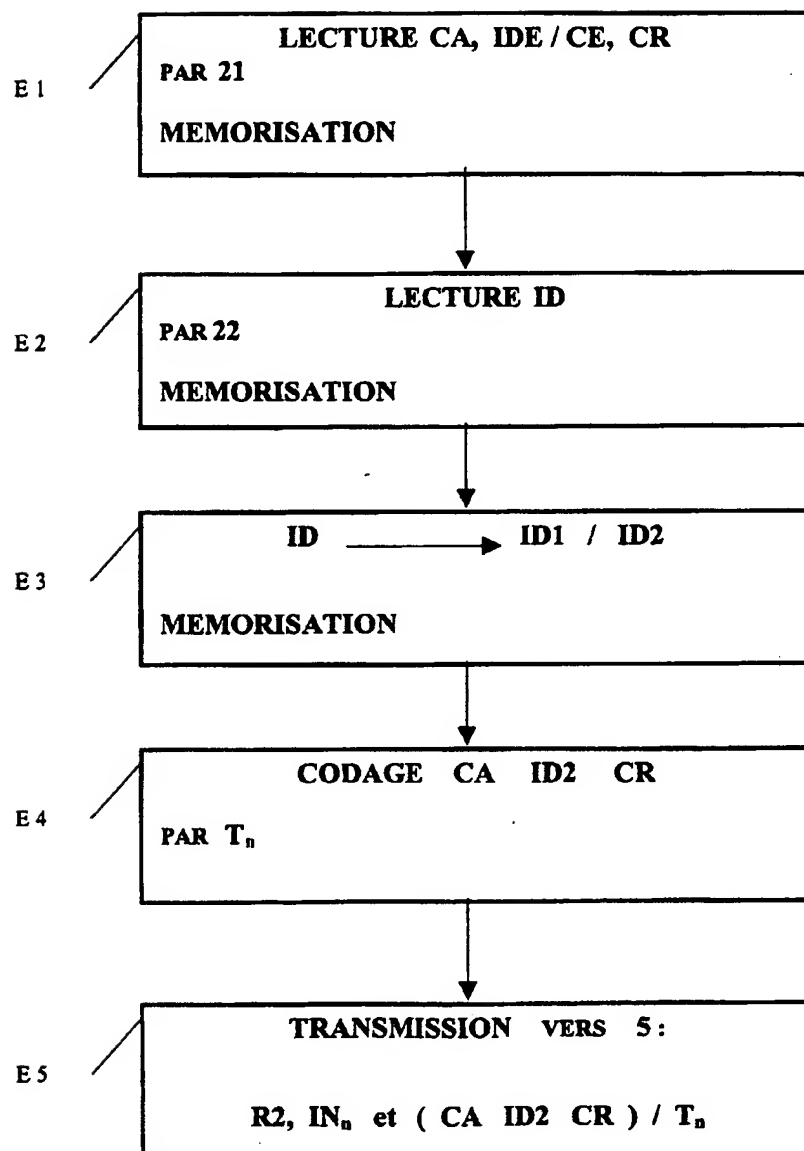 LECTURE CA, IDE / CE, CR
E 1
PAR 21
MEMORISATION
LECTURE ID
E 2
PAR 22
MEMORISATION
ID ID1 / ID2
E 3
MEMORISATION
CODAGE CA ID2 CR
E 4
PAR Tₙ
TRANSMISSION VERS 5 :
E 5
R2, INₙ et ( CA ID2 CR ) / Tₙ